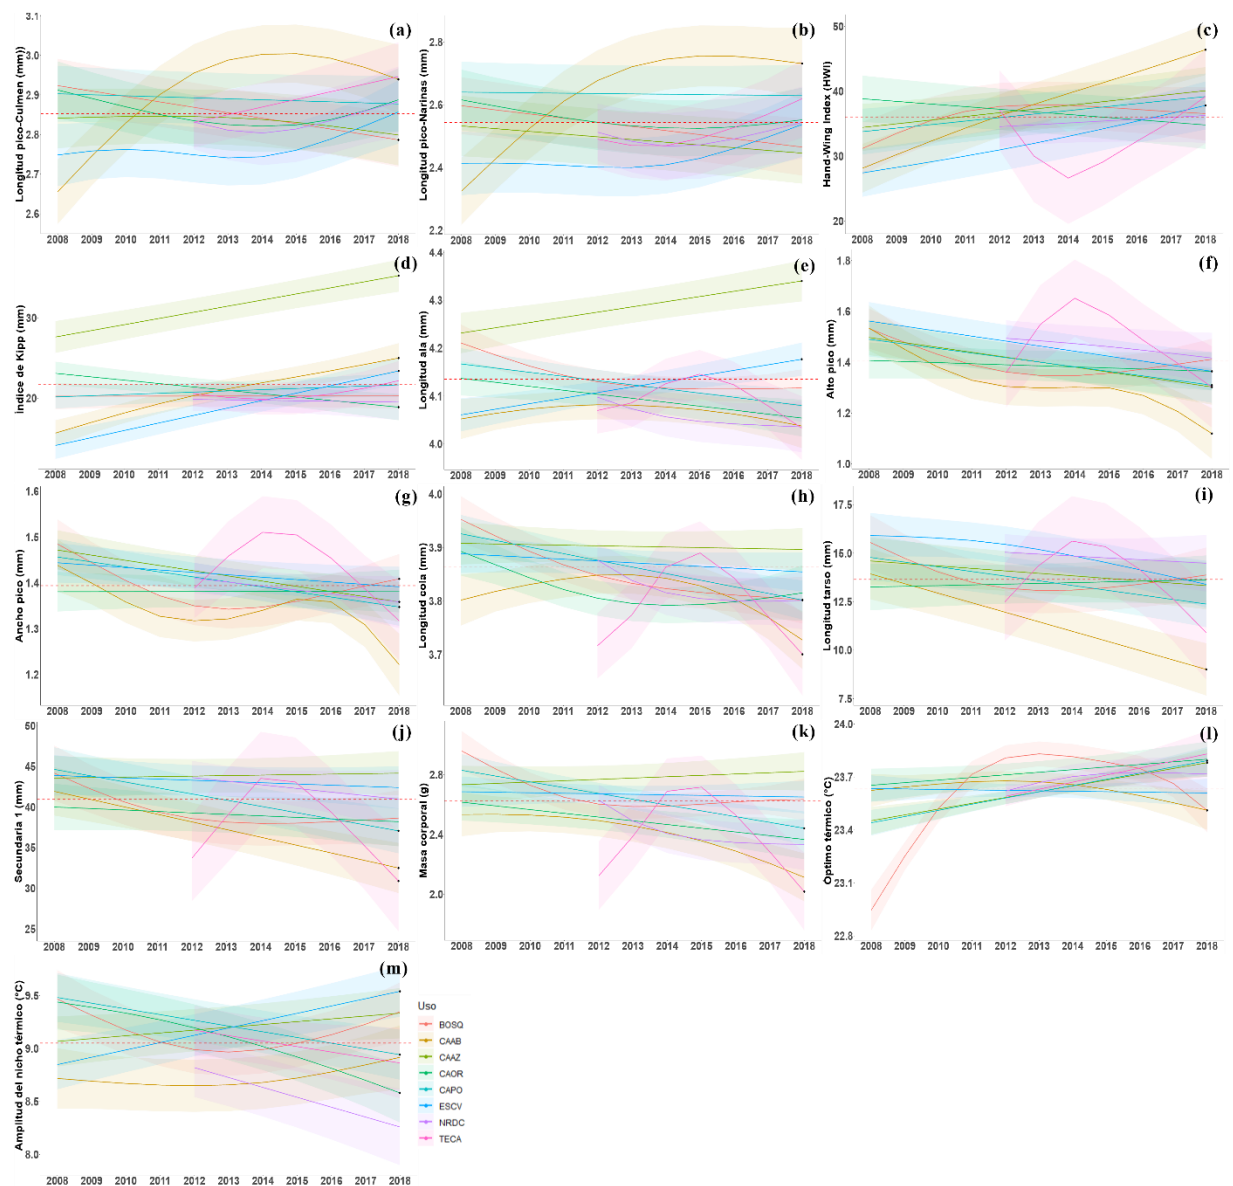 (a)
Longitud pico-Culmen (mm))
3.1
3.0
2.9
2.8
2.7
2.6
2008 2009 2010 2011 2012 2013 2014 2015 2016 2017 2018
(b)
Longitud pico-Narinas (mm)
2.8
2.6
2.4
2.2
2008 2009 2010 2011 2012 2013 2014 2015 2016 2017 2018
(c)
Hand-Wing Index (HWI)
50
40
30
20
2008 2009 2010 2011 2012 2013 2014 2015 2016 2017 2018
(d)
Índice de Kipp (mm)
30
20
2008 2009 2010 2011 2012 2013 2014 2015 2016 2017 2018
(e)
Longitud ala (mm)
4.4
4.3
4.2
4.1
4.0
2008 2009 2010 2011 2012 2013 2014 2015 2016 2017 2018
(f)
Alto pico (mm)
1.8
1.6
1.4
1.2
1.0
2008 2009 2010 2011 2012 2013 2014 2015 2016 2017 2018
(g)
Ancho pico (mm)
1.6
1.5
1.4
1.3
1.2
2008 2009 2010 2011 2012 2013 2014 2015 2016 2017 2018
(h)
Longitud cola (mm)
4.0
3.9
3.8
3.7
2008 2009 2010 2011 2012 2013 2014 2015 2016 2017 2018
(i)
Longitud tarso (mm)
17.5
15.0
12.5
10.0
7.5
2008 2009 2010 2011 2012 2013 2014 2015 2016 2017 2018
(j)
Secundaria 1 (mm)
50
45
40
35
30
25
2008 2009 2010 2011 2012 2013 2014 2015 2016 2017 2018
(k)
Masa corporal (g)
2.8
2.4
2.0
2008 2009 2010 2011 2012 2013 2014 2015 2016 2017 2018
(l)
Óptimo térmico (°C)
24.0
23.7
23.4
23.1
22.8
2008 2009 2010 2011 2012 2013 2014 2015 2016 2017 2018
(m)
Amplitud del nicho térmico (°C)
9.5
9.0
8.5
8.0
2008 2009 2010 2011 2012 2013 2014 2015 2016 2017 2018
Uso
BOSQ
CAAB
CAAZ
CAOR
CAPO
ESCV
NRDC
TECA